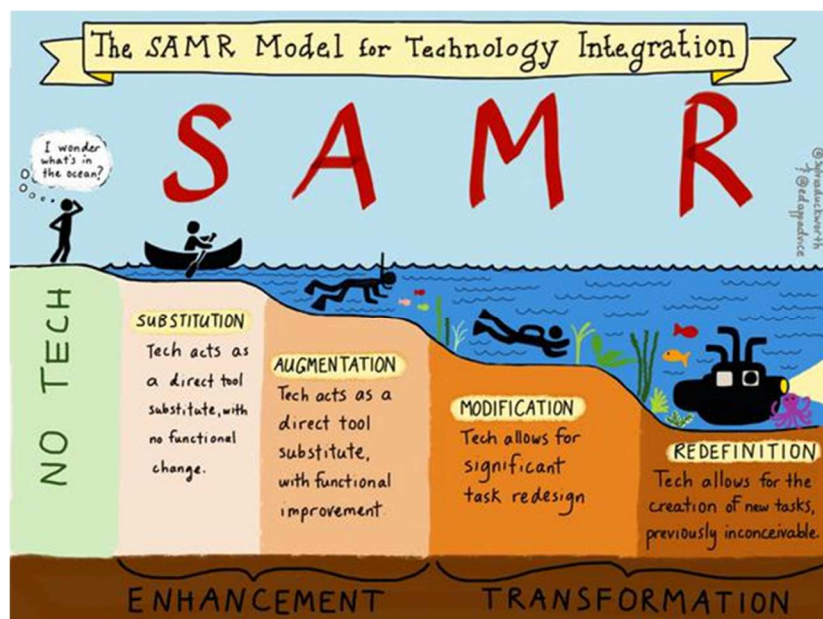 The SAMR Model for Technology Integration
S A M R
I wonder
what's in
the ocean?
@sylviaduckworth
@edappadvice
NO TECH
SUBSTITUTION
Tech acts as
a direct tool
substitute, with
no functional
change.
AUGMENTATION
Tech acts as a
direct tool
substitute,
with functional
improvement
MODIFICATION
Tech allows for
significant
task redesign
REDEFINITION
Tech allows for the
creation of new tasks,
previously inconceivable.
ENHANCEMENT
TRANSFORMATION